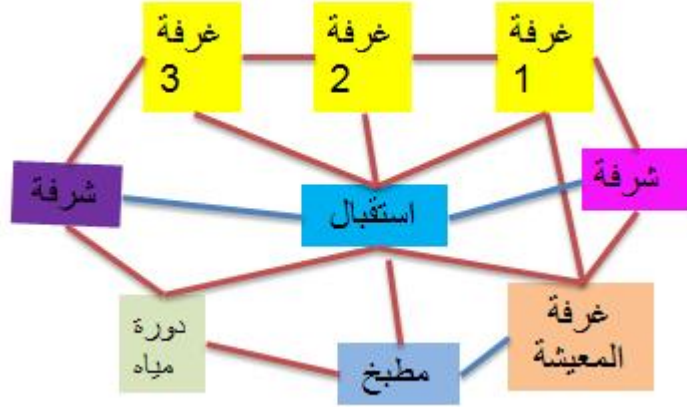 غرفة
1
غرفة
2
غرفة
3
شرفة
استقبال
شرفة
غرفة
المعيشة
مطبخ
دورة
مياه